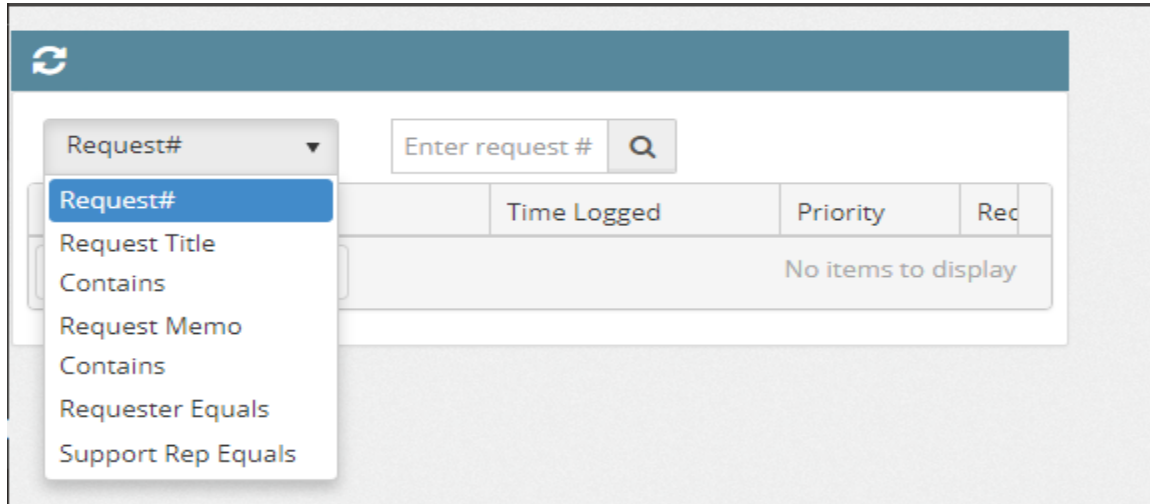 Request#
Enter request #
Request#
Time Logged
Priority
Request Title
Contains
No items to display
Request Memo
Contains
Requester Equals
Support Rep Equals